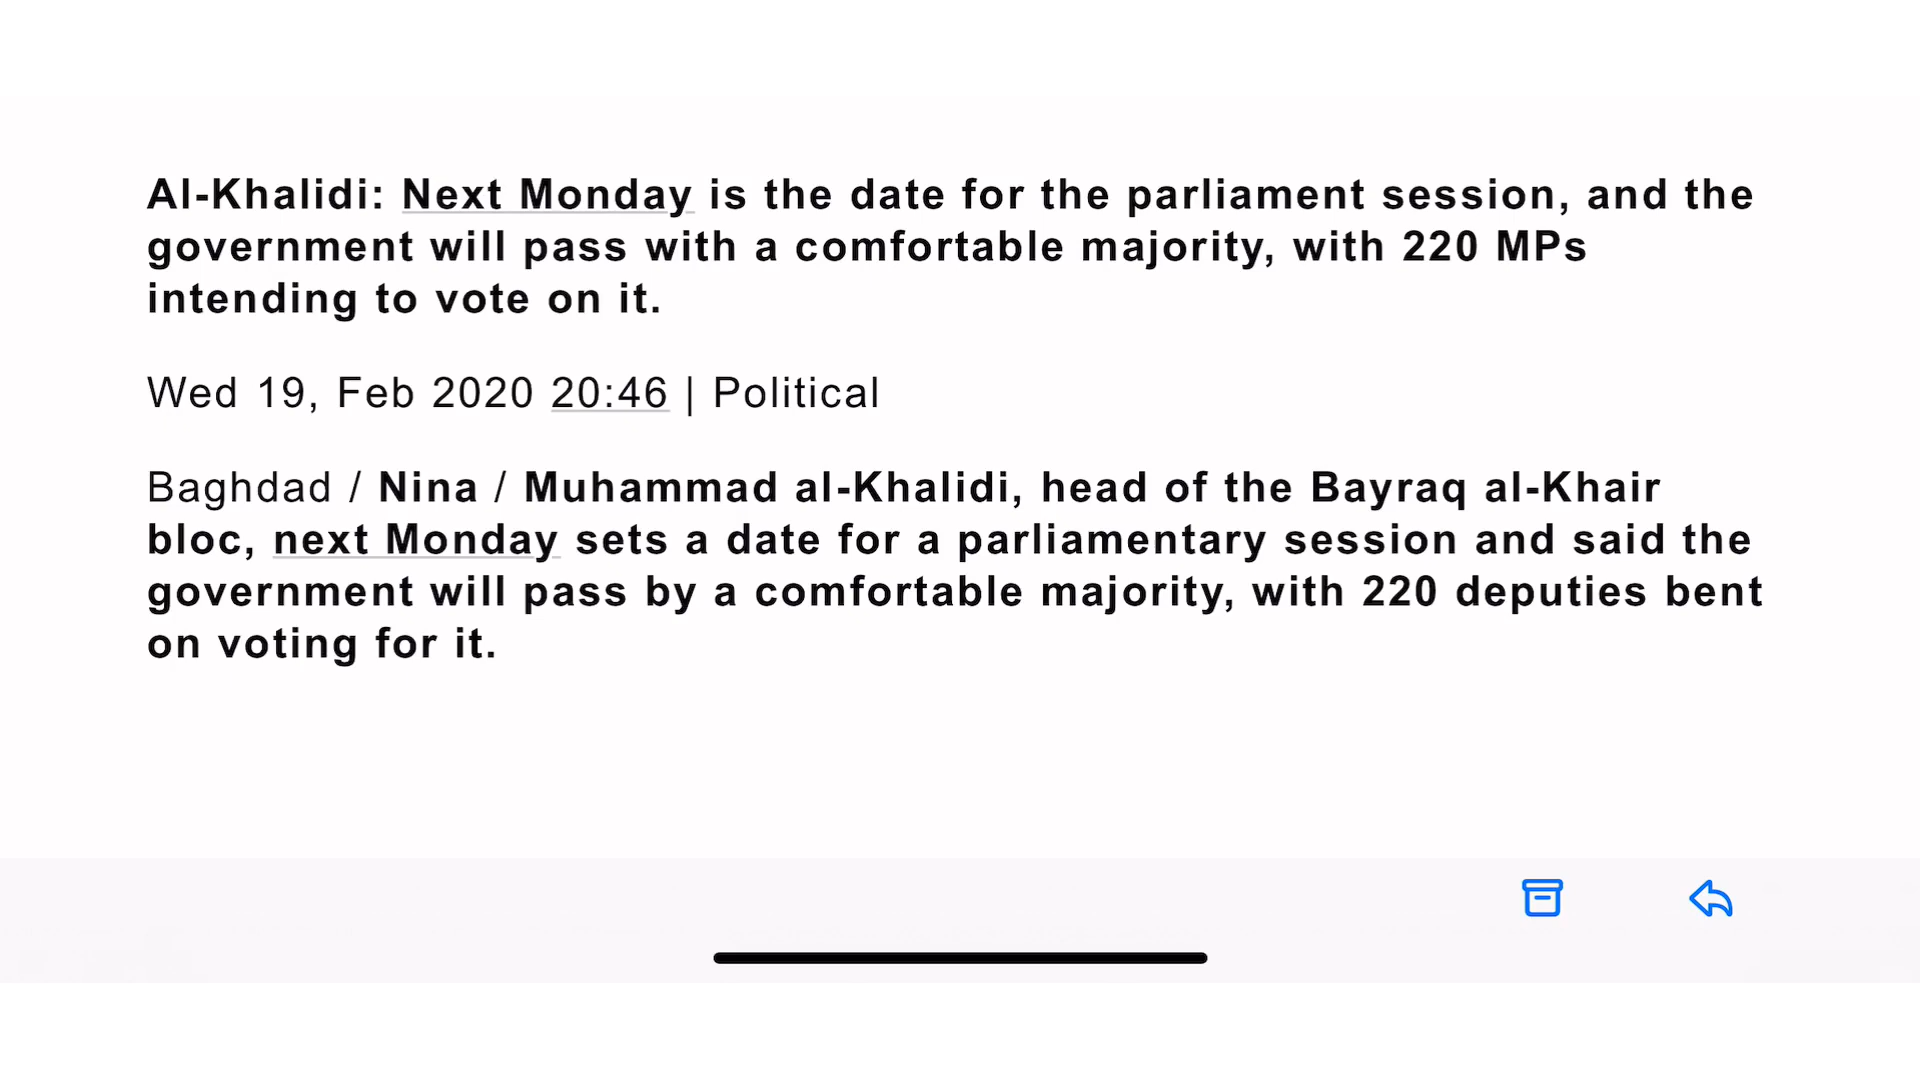 Al-Khalidi: Next Monday is the date for the parliament session, and the
government will pass with a comfortable majority, with 220 MPs
intending to vote on it.
Wed 19, Feb 2020 20:46 | Political
Baghdad / Nina / Muhammad al-Khalidi, head of the Bayraq al-Khair
bloc, next Monday sets a date for a parliamentary session and said the
government will pass by a comfortable majority, with 220 deputies bent
on voting for it.